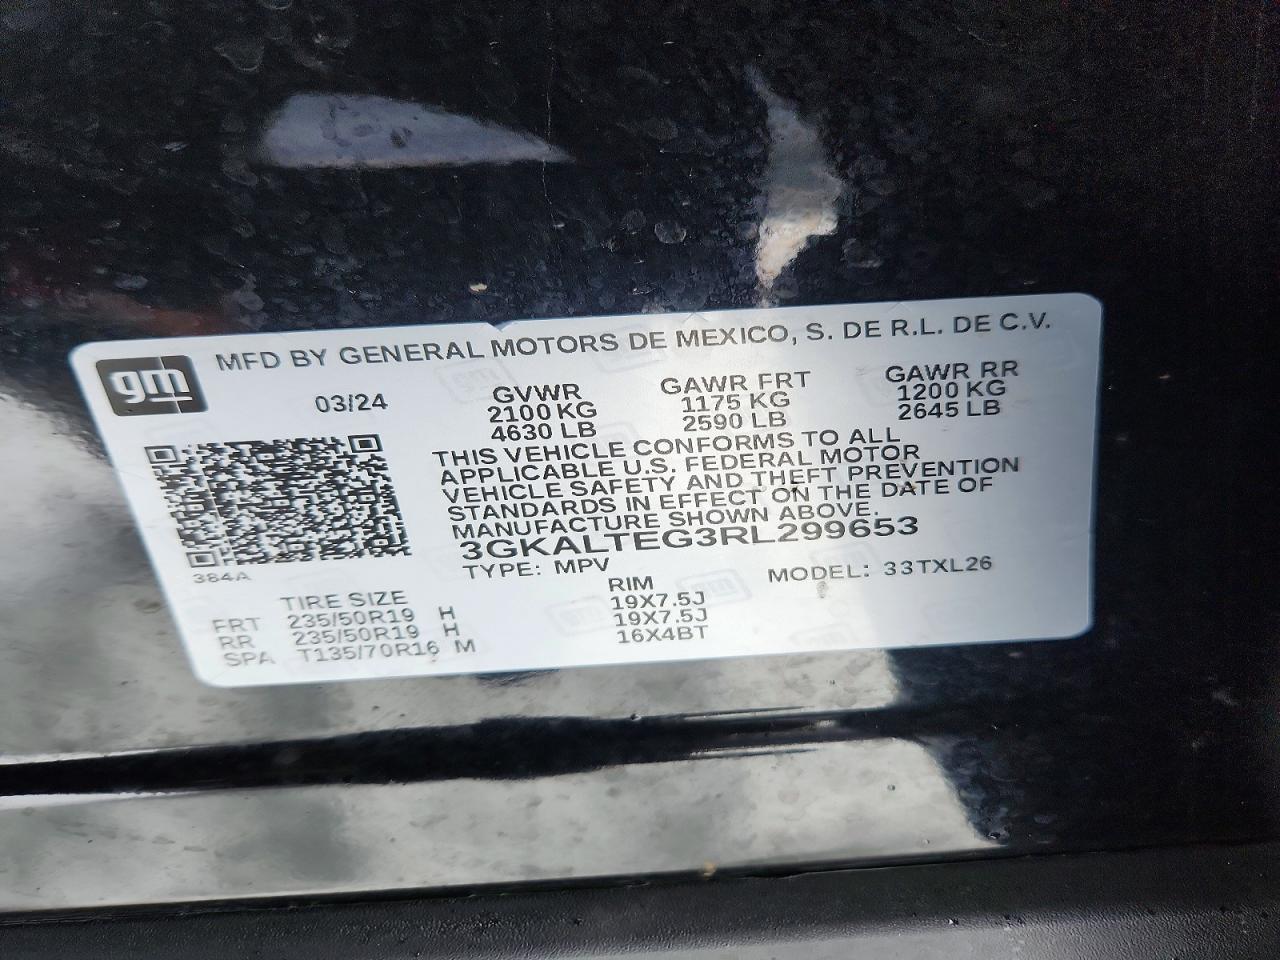 gm
MFD BY GENERAL MOTORS DE MEXICO, S. DE R.L. DE C.V.
03/24 GVWR GAWR FRT GAWR RR
2100 KG 1175 KG 1200 KG
4630 LB 2590 LB 2645 LB
THIS VEHICLE CONFORMS TO ALL
APPLICABLE U.S. FEDERAL MOTOR
VEHICLE SAFETY AND THEFT PREVENTION
STANDARDS IN EFFECT ON THE DATE OF
MANUFACTURE SHOWN ABOVE.
3GKALTEG3RL299653
384A
TYPE: MPV MODEL: 33TXL26
TIRE SIZE RIM
FRT 235/50R19 H 19X7.5J
RR 235/50R19 H 19X7.5J
SPA T135/70R16 M 16X4BT